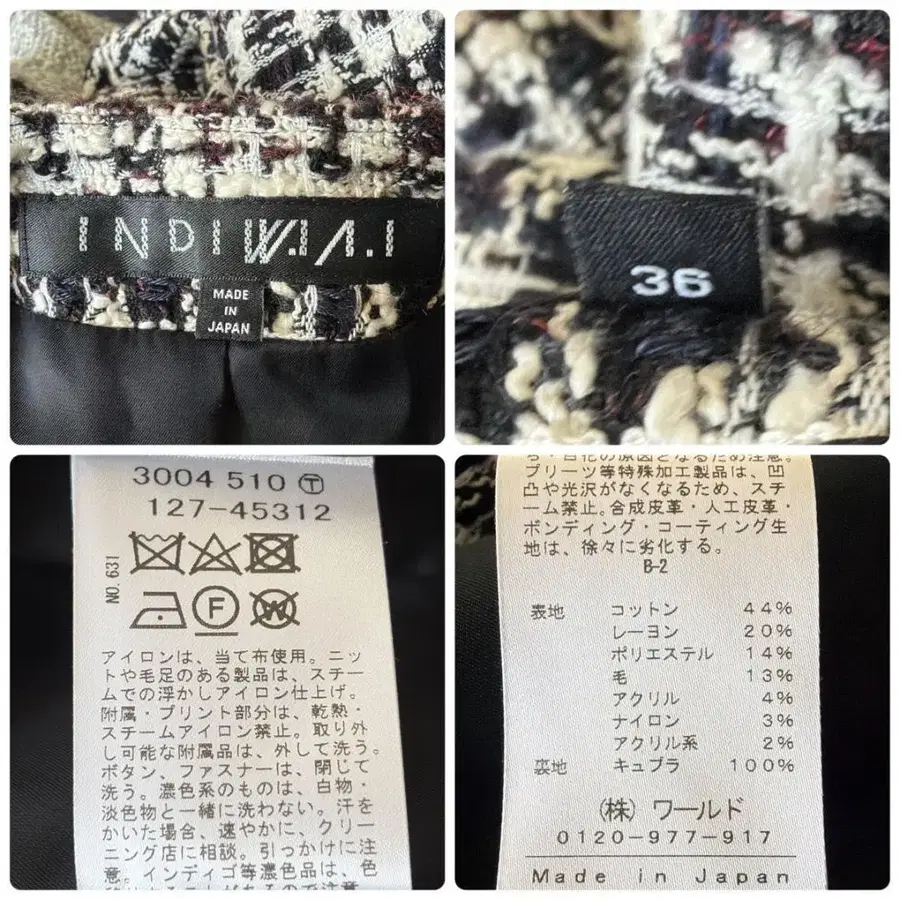 INDIW.I/.I
MADE
IN
JAPAN
36
3004 510 Ⓣ
127-45312
NO.631
F
W
アイロンは、当て布使用。ニッ
トや毛足のある製品は、スチー
ムでの浮かしアイロン仕上げ。
附属・プリント部分は、乾熱・
スチームアイロン禁止。取り外
し可能な附属品は、外して洗う。
ボタン、ファスナーは、閉じて
洗う。濃色系のものは、白物・
淡色物と一緒に洗わない。汗を
かいた場合、速やかに、クリー
ニング店に相談。引っかけに注
意。インディゴ等濃色品は、色
の原因となるため注意。
プリーツ等特殊加工製品は、凹
凸や光沢がなくなるため、スチ
ーム禁止。合成皮革・人工皮革・
ボンディング・コーティング生
地は、徐々に劣化する。
B-2
表地 コットン 44%
レーヨン 20%
ポリエステル 14%
毛 13%
アクリル 4%
ナイロン 3%
アクリル系 2%
裏地 キュプラ 100%
(株) ワールド
0120-977-917
Made in Japan